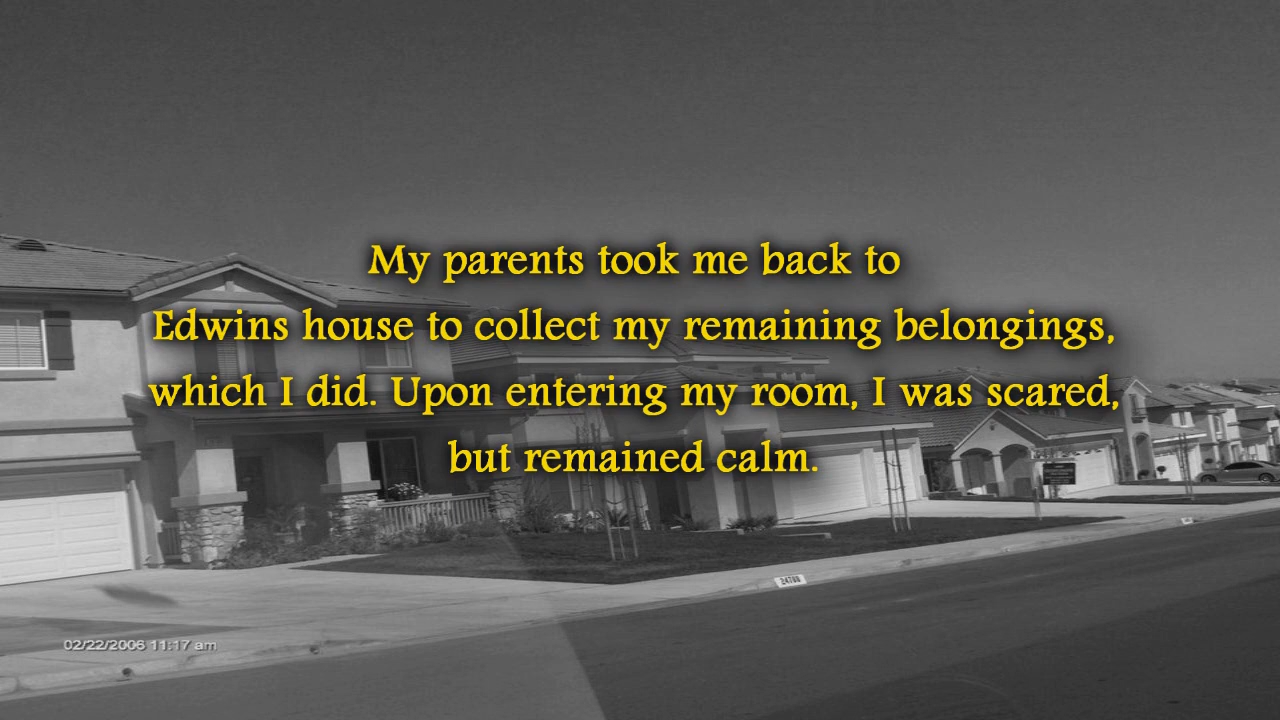 My parents took me back to
Edwins house to collect my remaining belongings,
which I did. Upon entering my room, I was scared,
but remained calm.
24788
02/22/2006 11:17 am